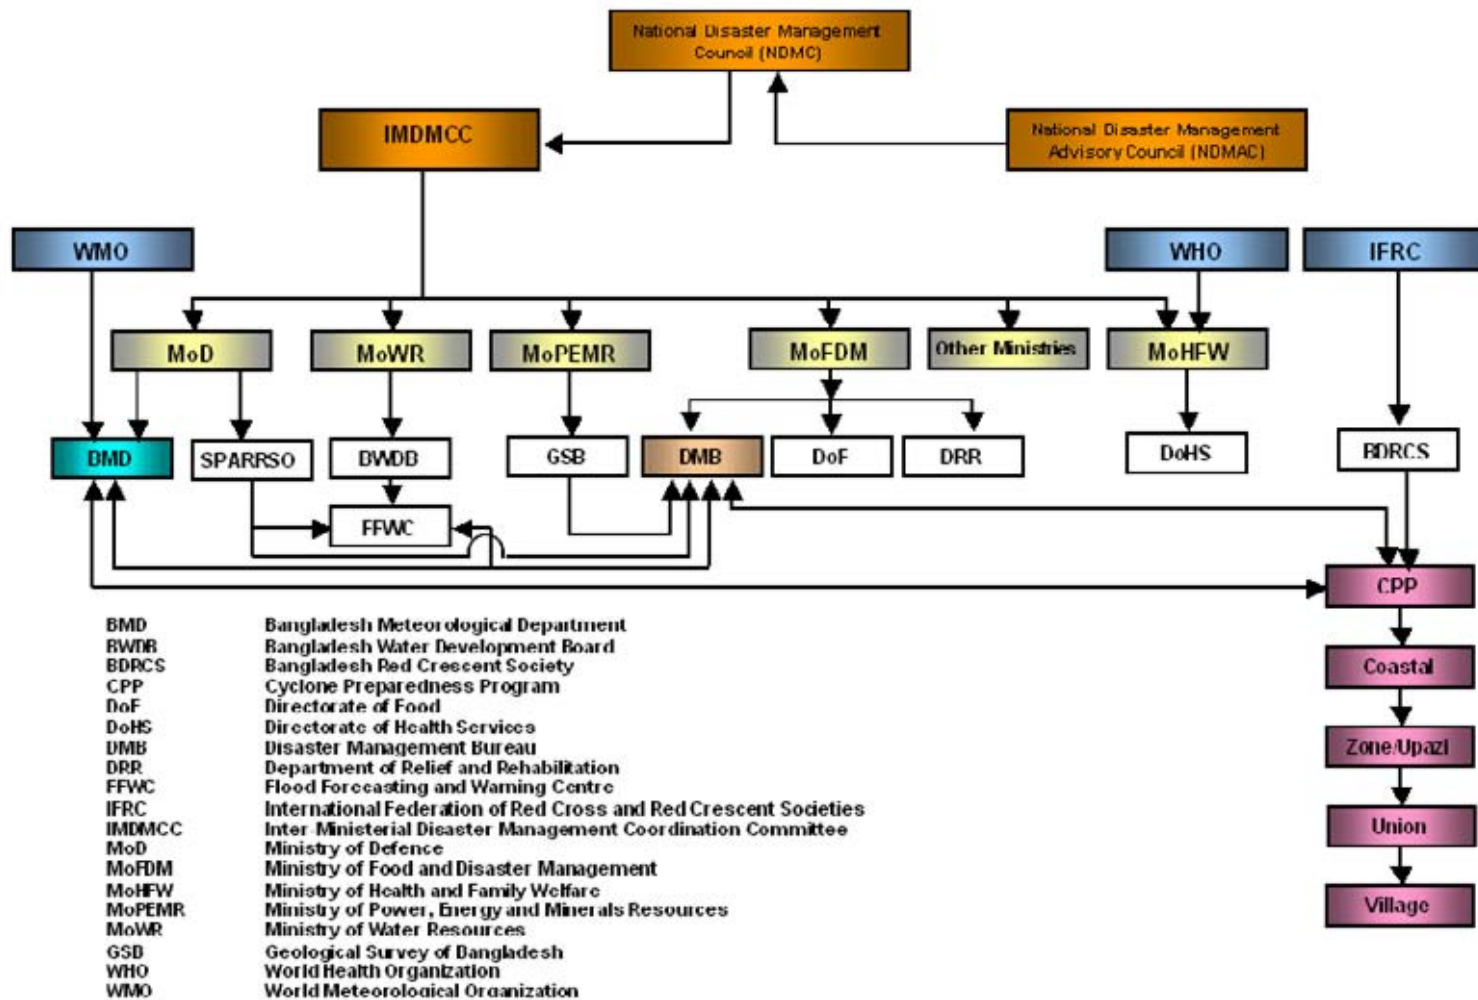 National Disaster Management
Council (NDMC)
IMDMCC
National Disaster Management
Advisory Council (NDMAC)
WMO
WHO
IFRC
MoD
MoWR
MoPEMR
MoFDM
Other Ministries
MoHFW
BMD
SPARRSO
BWDB
GSB
DMB
DoF
DRR
DoHS
BDRCS
FFWC
CPP
Coastal
Zone/Upazl
Union
Village
BMD Bangladesh Meteorological Department
BWDB Bangladesh Water Development Board
BDRCS Bangladesh Red Crescent Society
CPP Cyclone Preparedness Program
DoF Directorate of Food
DoHS Directorate of Health Services
DMB Disaster Management Bureau
DRR Department of Relief and Rehabilitation
FFWC Flood Forecasting and Warning Centre
IFRC International Federation of Red Cross and Red Crescent Societies
IMDMCC Inter-Ministerial Disaster Management Coordination Committee
MoD Ministry of Defence
MoFDM Ministry of Food and Disaster Management
MoHFW Ministry of Health and Family Welfare
MoPEMR Ministry of Power, Energy and Minerals Resources
MoWR Ministry of Water Resources
GSB Geological Survey of Bangladesh
WHO World Health Organization
WMO World Meteorological Organization